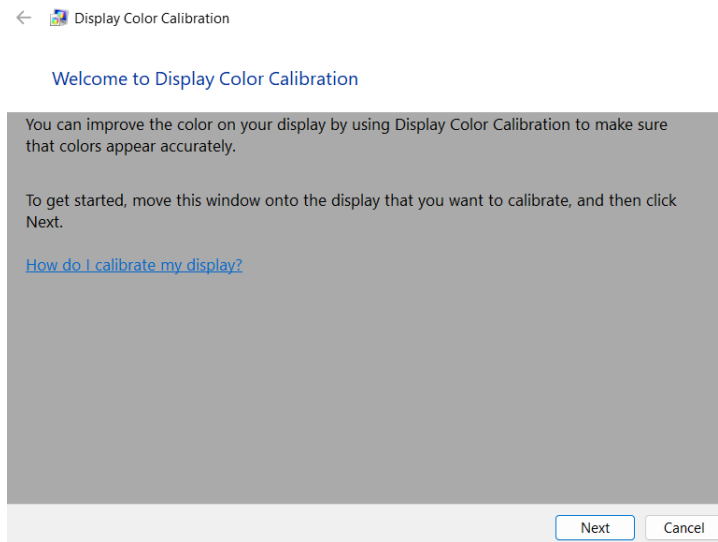 Display Color Calibration
Welcome to Display Color Calibration
You can improve the color on your display by using Display Color Calibration to make sure
that colors appear accurately.
To get started, move this window onto the display that you want to calibrate, and then click
Next.
How do I calibrate my display?
Next Cancel